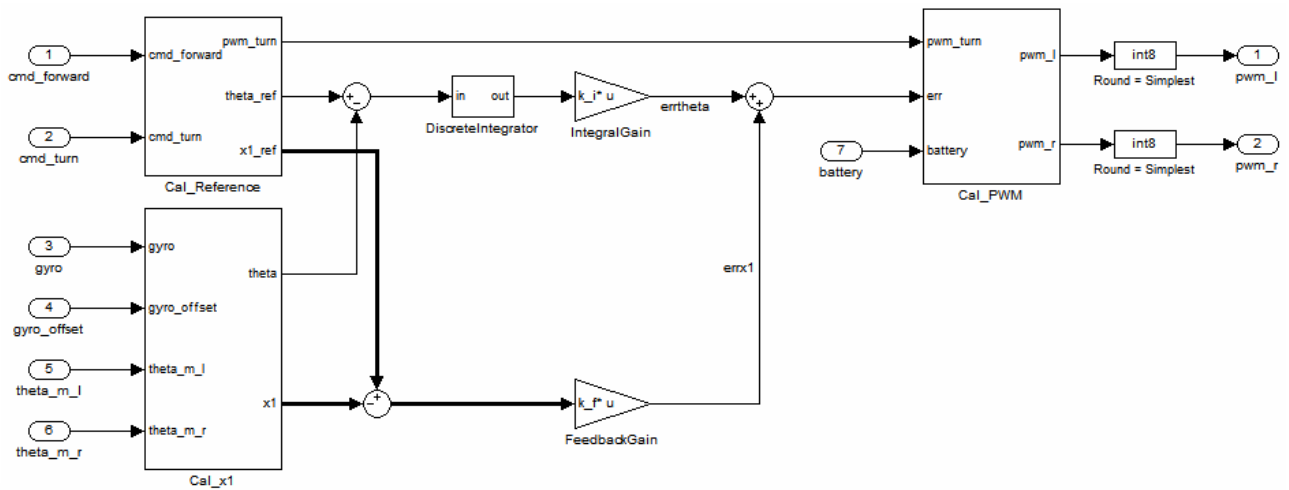 1
cmd_forward
2
cmd_turn
cmd_forward
cmd_turn
pwm_turn
theta_ref
x1_ref
Cal_Reference
3
gyro
4
gyro_offset
5
theta_m_l
6
theta_m_r
gyro
gyro_offset
theta_m_l
theta_m_r
theta
x1
Cal_x1
+
−
in out
DiscreteIntegrator
k_i* u
IntegralGain
errtheta
+
+
− +
k_f* u
FeedbackGain
errx1
7
battery
pwm_turn
err
battery
pwm_l
pwm_r
Cal_PWM
int8
Round = Simplest
1
pwm_l
int8
Round = Simplest
2
pwm_r